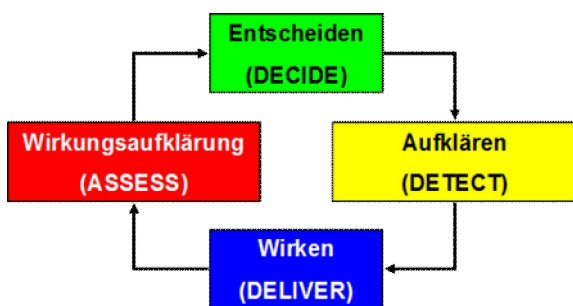 Entscheiden
(DECIDE)
Aufklären
(DETECT)
Wirken
(DELIVER)
Wirkungsaufklärung
(ASSESS)